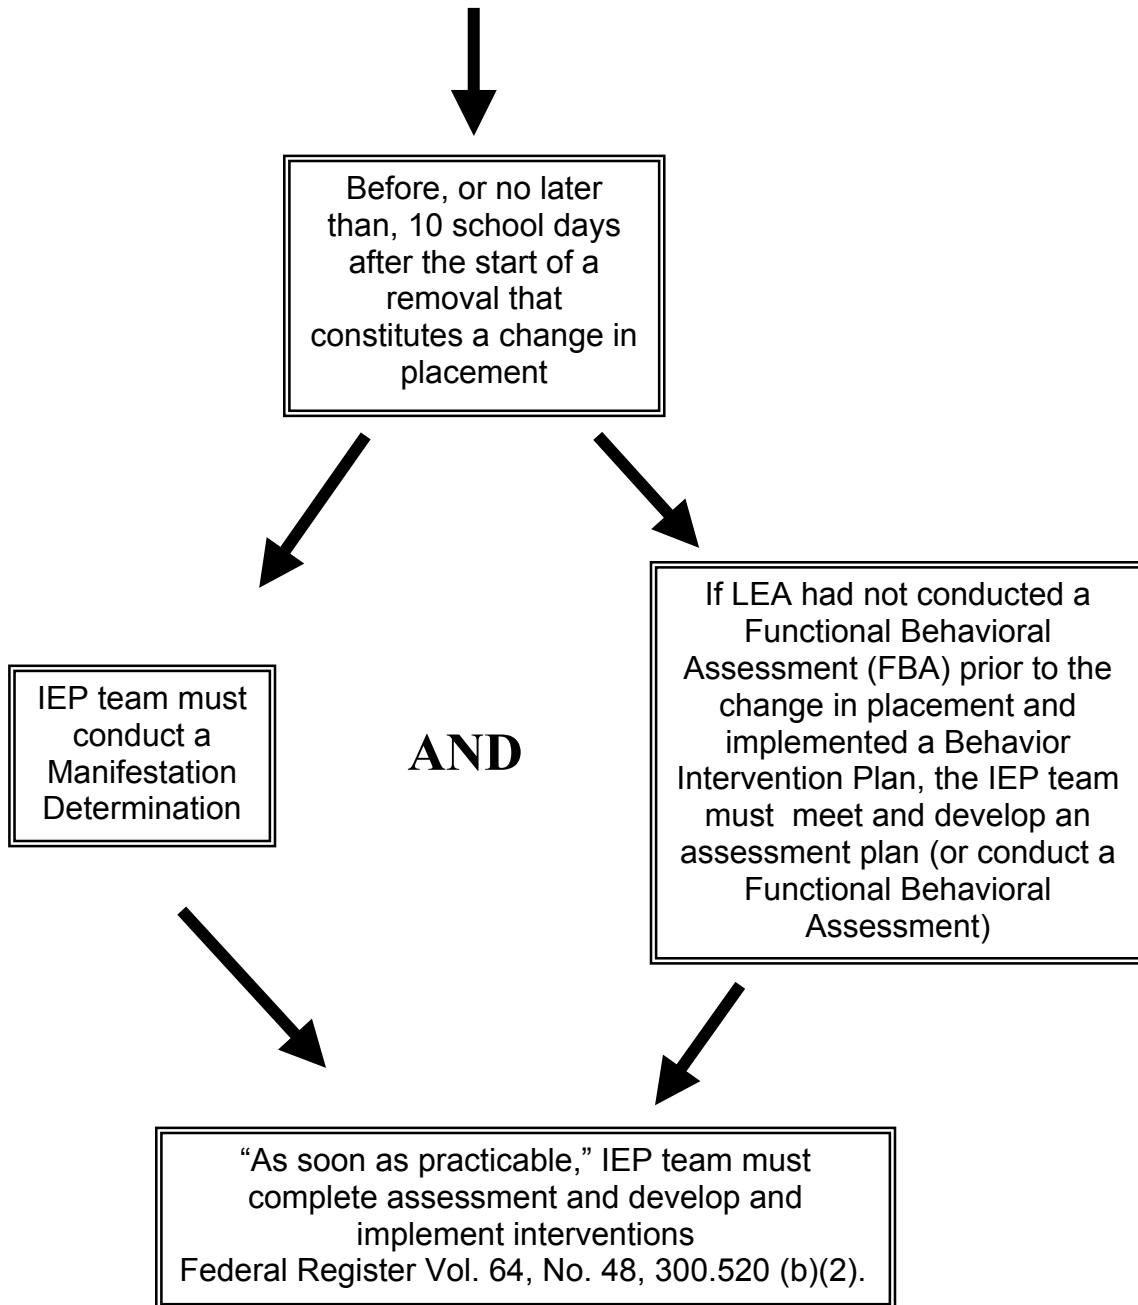 Before, or no later
than, 10 school days
after the start of a
removal that
constitutes a change in
placement
IEP team must
conduct a
Manifestation
Determination
AND
If LEA had not conducted a
Functional Behavioral
Assessment (FBA) prior to the
change in placement and
implemented a Behavior
Intervention Plan, the IEP team
must  meet and develop an
assessment plan (or conduct a
Functional Behavioral
Assessment)
“As soon as practicable,” IEP team must
complete assessment and develop and
implement interventions
Federal Register Vol. 64, No. 48, 300.520 (b)(2).